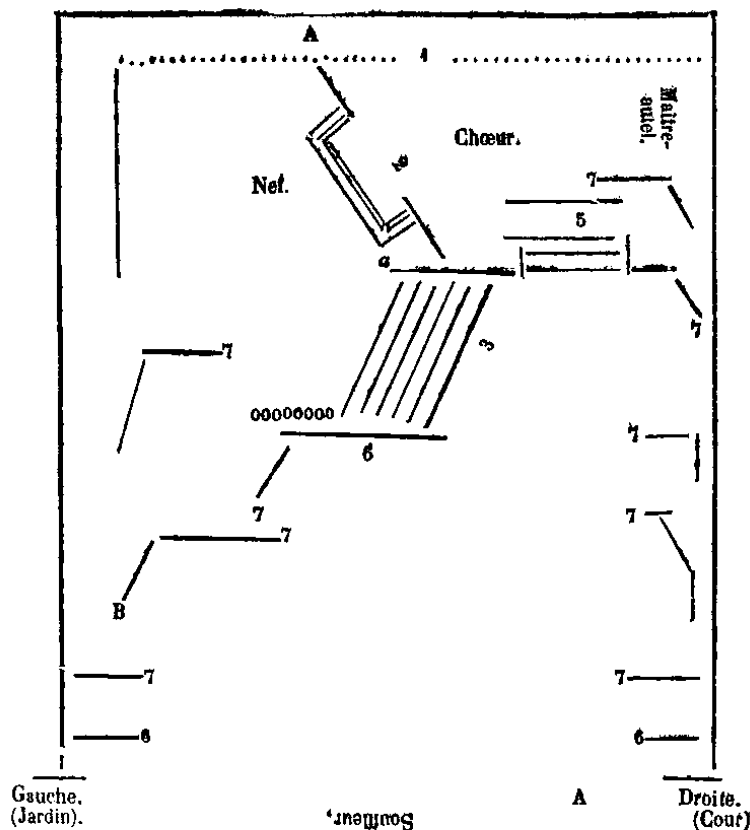 A
1
Maître-
autel.
Chœur.
Nef.
7
5
a
7
3
7
00000000
6
7
7
7
7
B
7
7
6
6
Gauche.
(Jardin).
Souffleur,
A
Droite.
(Cour)